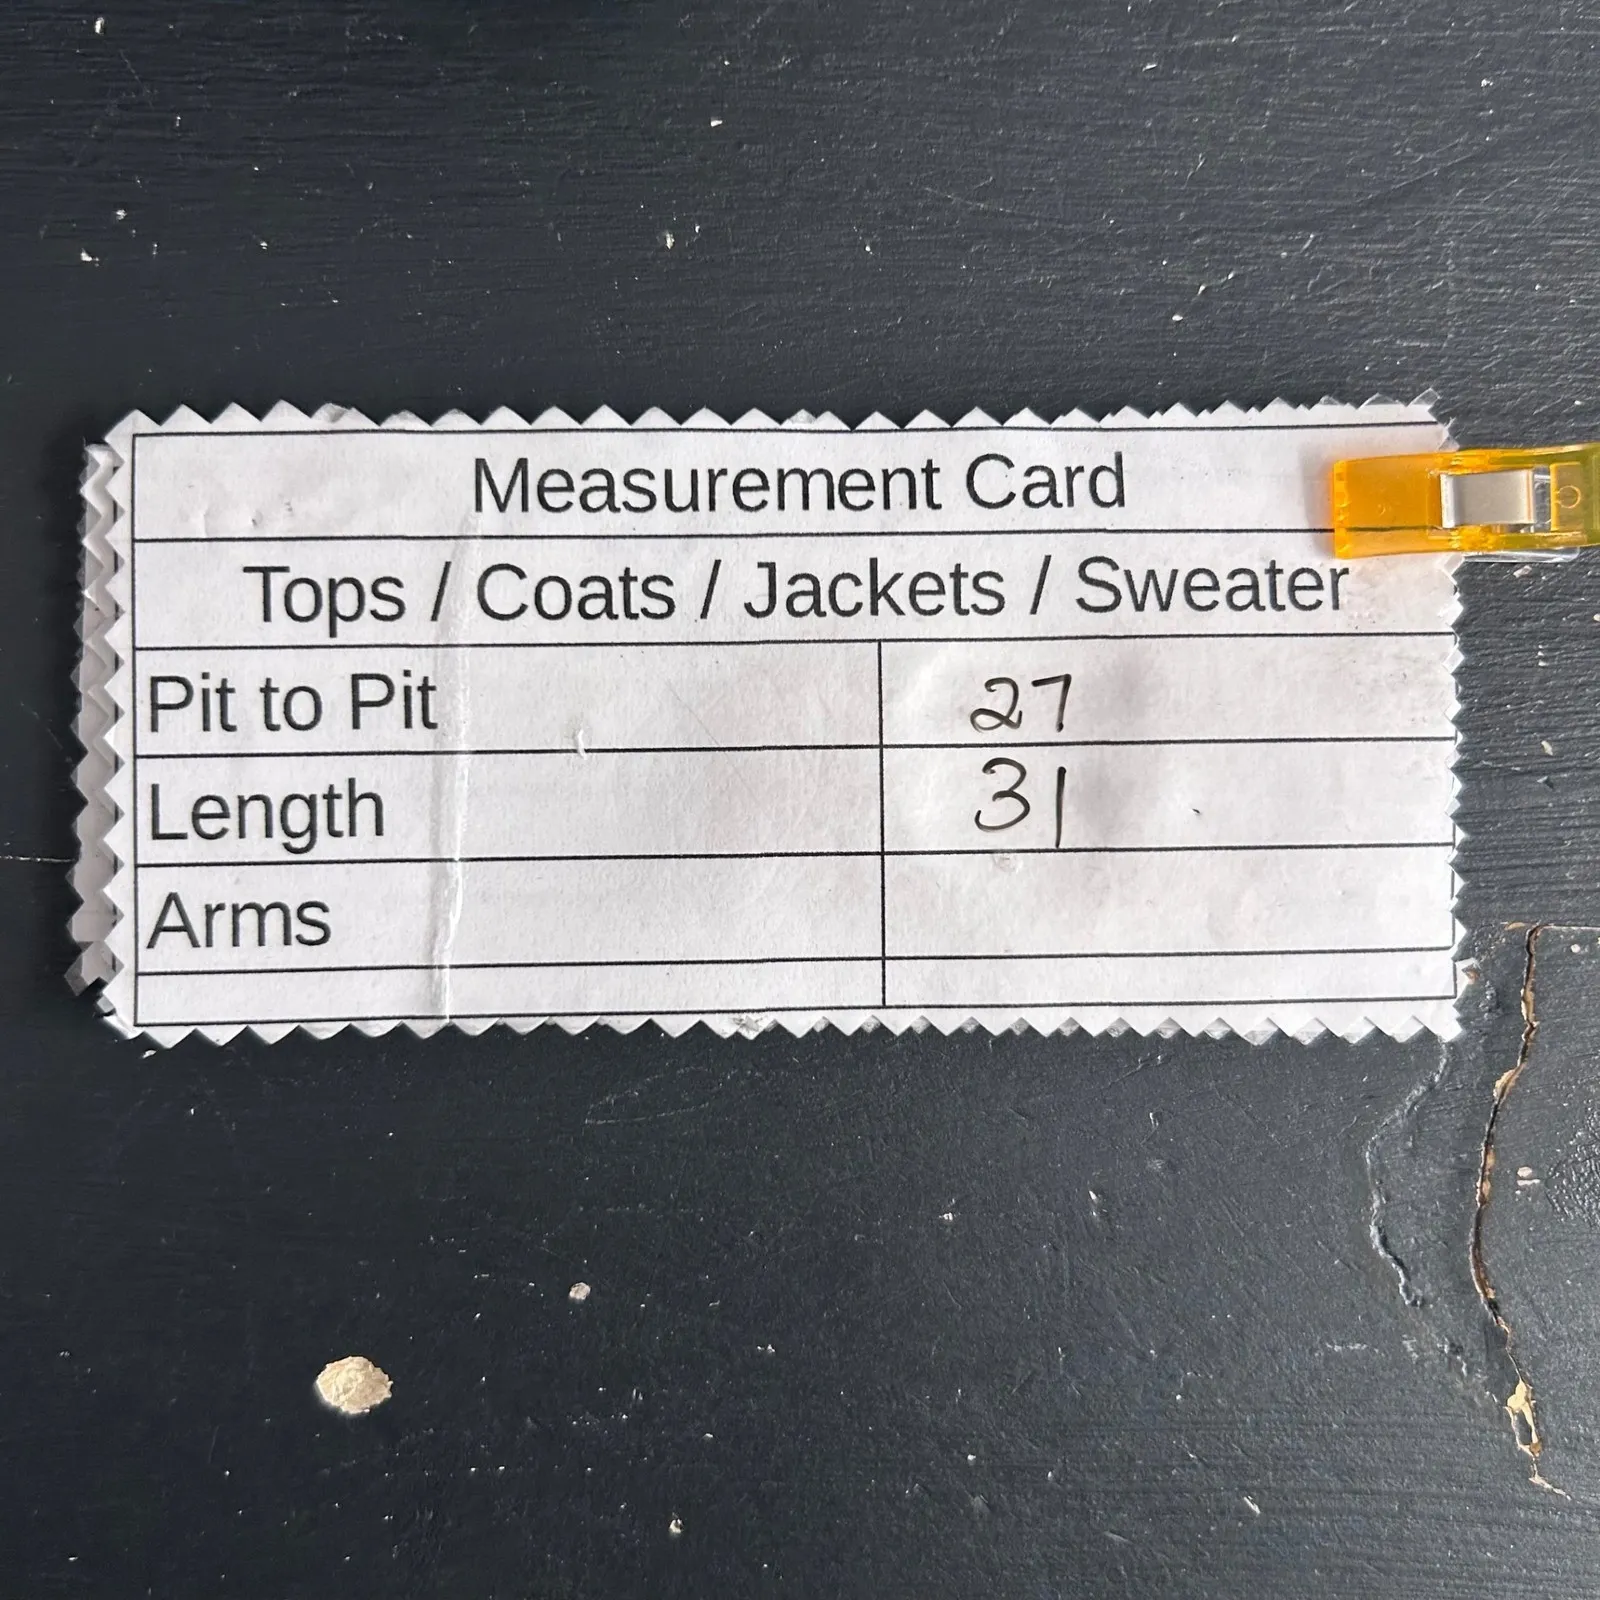 Measurement Card
Tops / Coats / Jackets / Sweater
Pit to Pit 27
Length 31
Arms